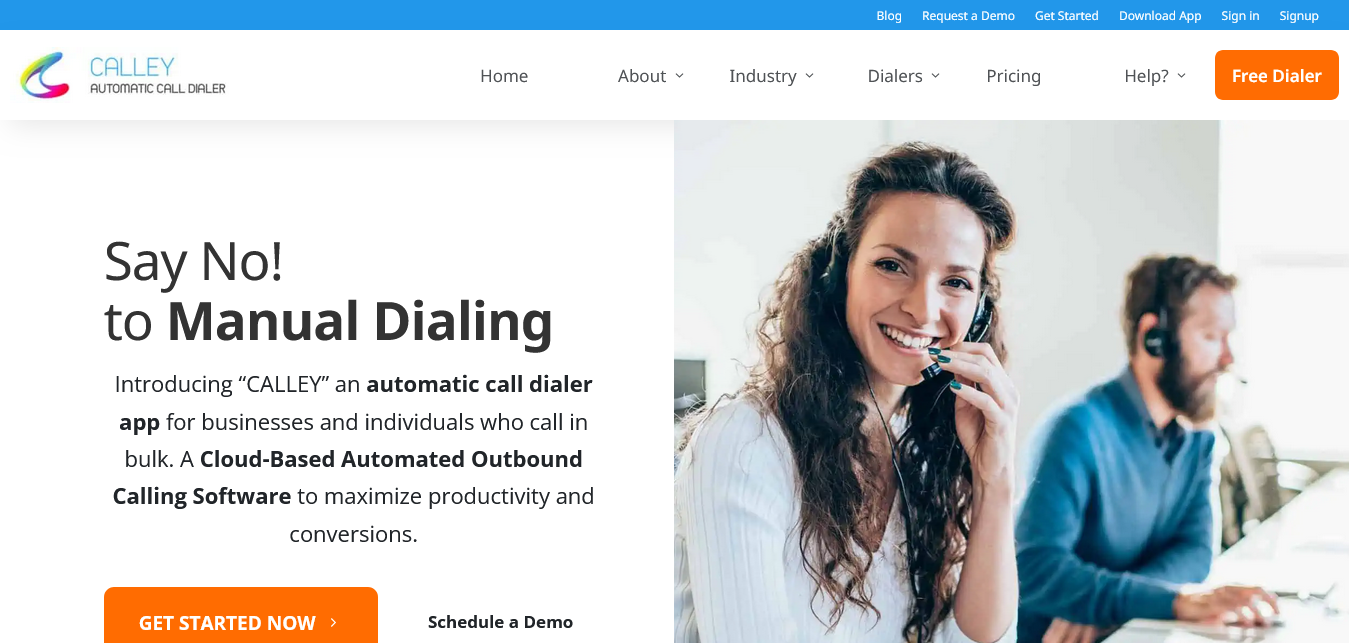 Blog Request a Demo Get Started Download App Sign in Signup
CALLEY
AUTOMATIC CALL DIALER
Home About Industry Dialers Pricing Help? Free Dialer
Say No!
to Manual Dialing
Introducing “CALLEY” an automatic call dialer
app for businesses and individuals who call in
bulk. A Cloud-Based Automated Outbound
Calling Software to maximize productivity and
conversions.
GET STARTED NOW Schedule a Demo